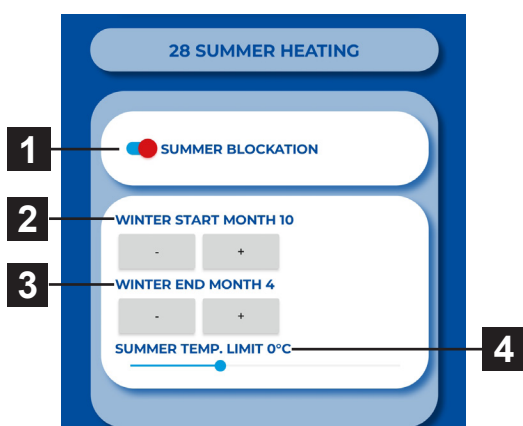 28 SUMMER HEATING
1
SUMMER BLOCKATION
2
WINTER START MONTH 10
- +
3
WINTER END MONTH 4
- +
SUMMER TEMP. LIMIT 0°C
4